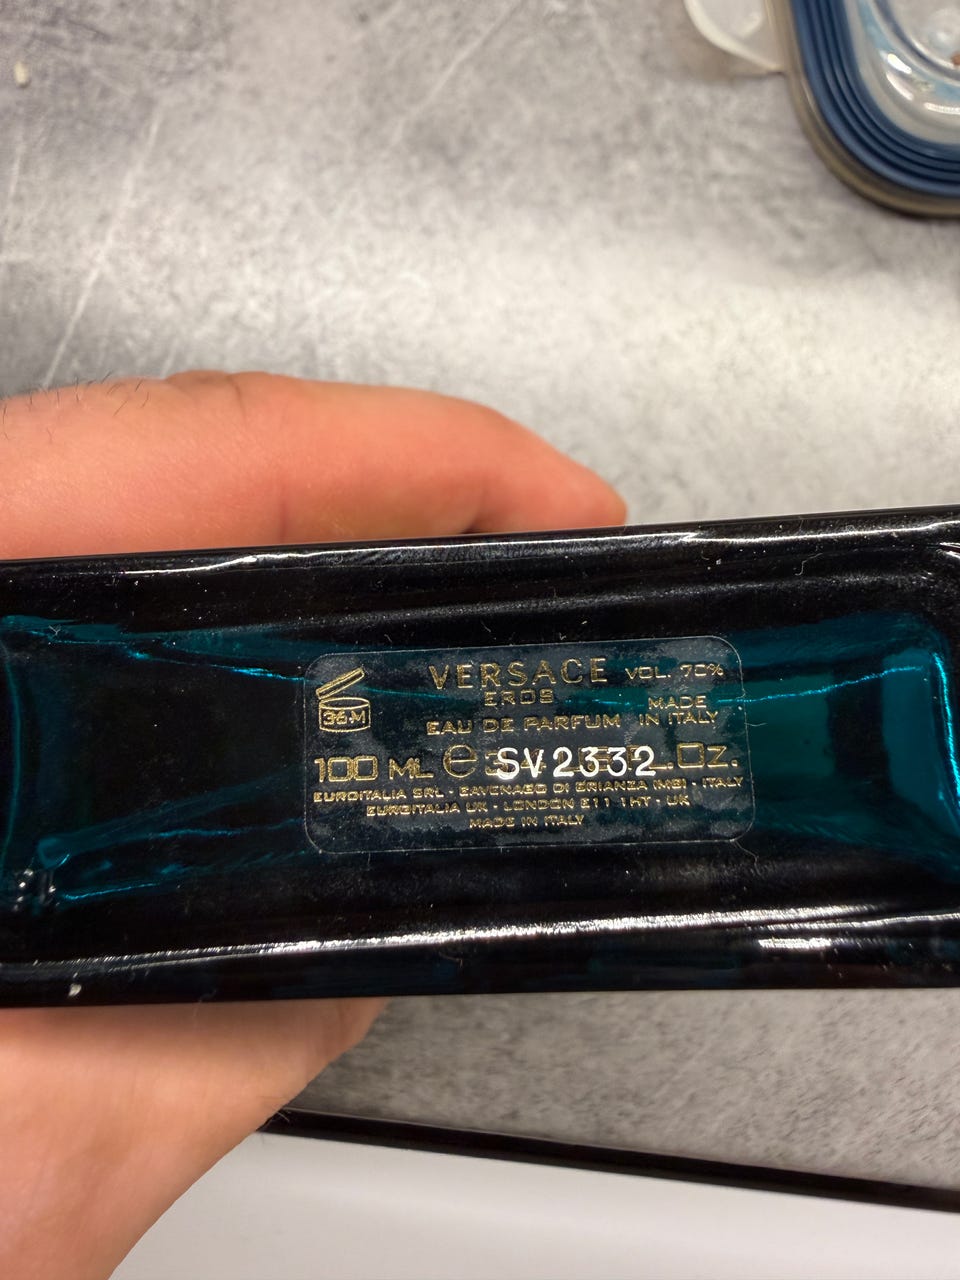 VERSACE VOL. 70%
EROS MADE
EAU DE PARFUM IN ITALY
36 M
100 ML e SV2332 L.OZ.
EUROITALIA SRL - CAVENAGO DI BRIANZA (MB) - ITALY
EUROITALIA UK - LONDON E11 1HT - UK
MADE IN ITALY